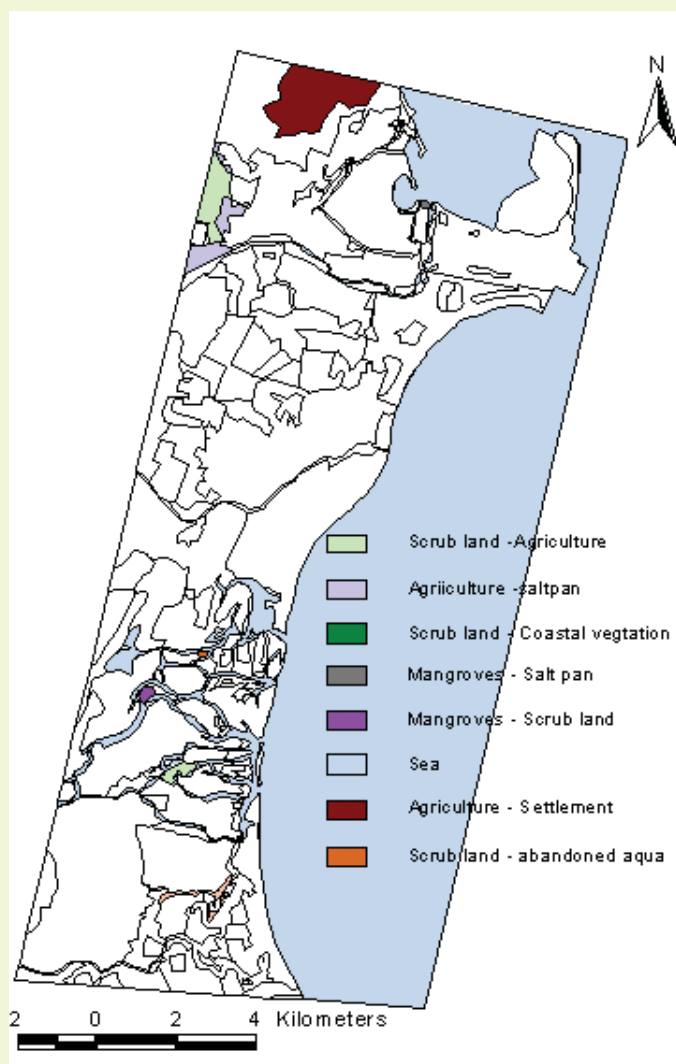 N
Scrub land -Agriculture
Agriiculture -saltpan
Scrub land - Coastal vegtation
Mangroves - Salt pan
Mangroves - Scrub land
Sea
Agriculture - Settlement
Scrub land - abandoned aqua
2 0 2 4 Kilometers